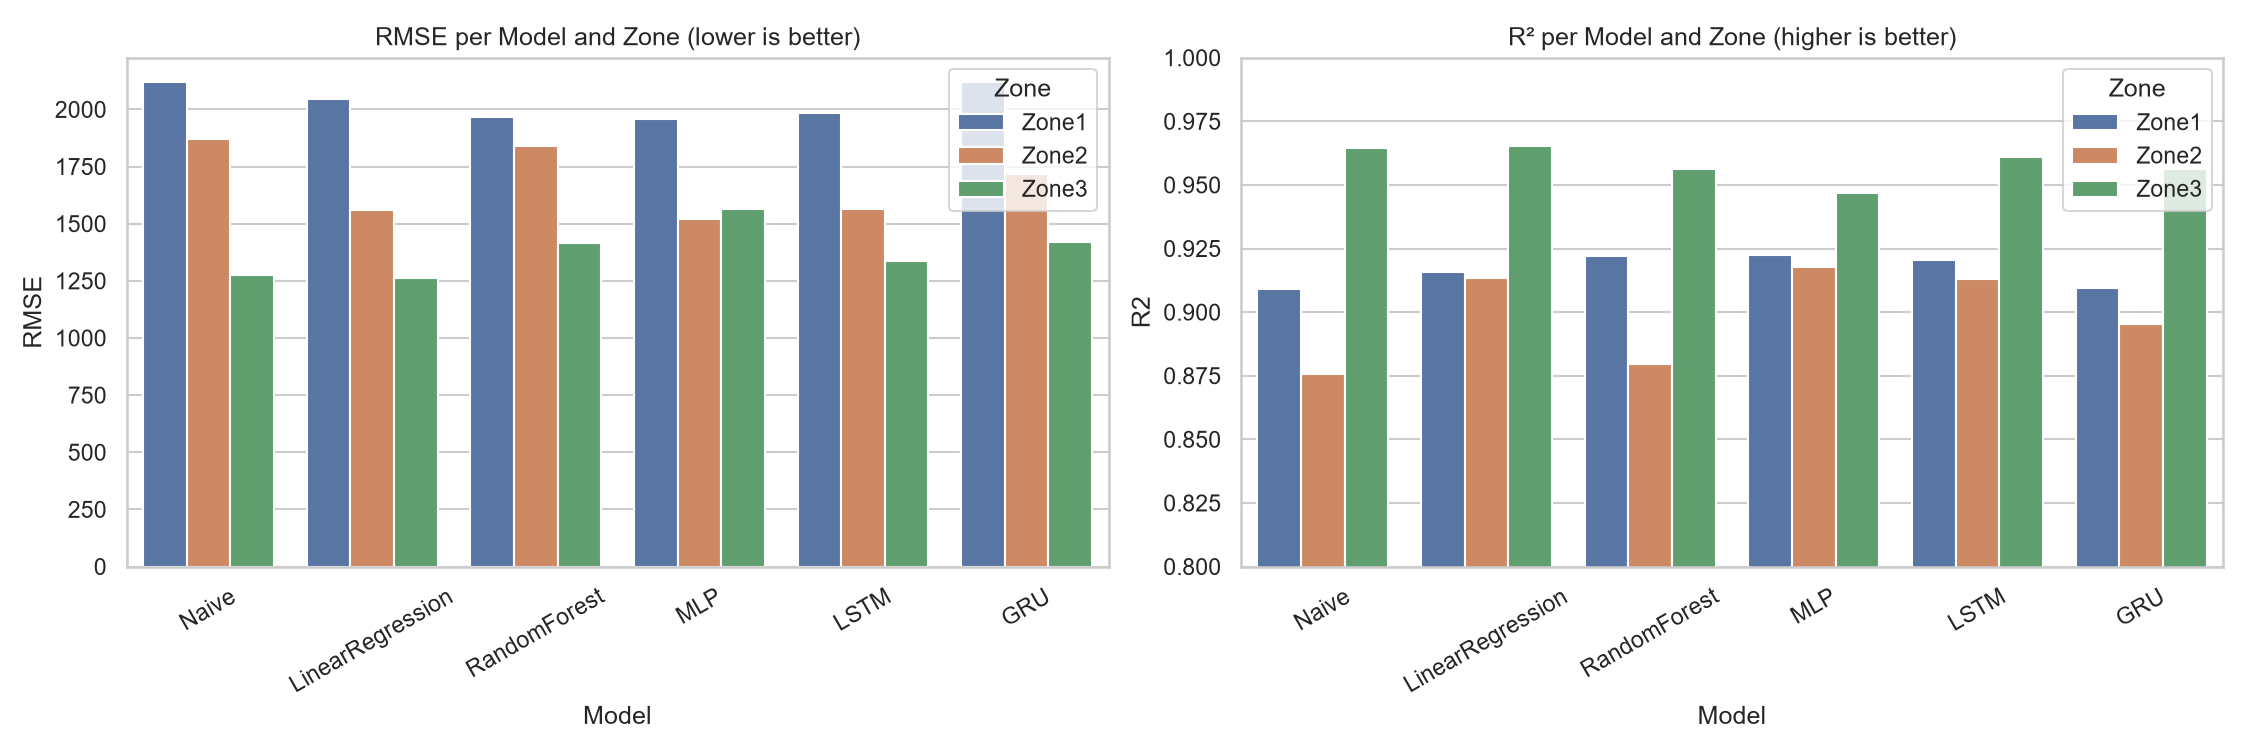 RMSE per Model and Zone (lower is better)
RMSE
2000
1750
1500
1250
1000
750
500
250
0
Zone
Zone1
Zone2
Zone3
Naive
LinearRegression
RandomForest
MLP
LSTM
GRU
Model
R² per Model and Zone (higher is better)
R2
1.000
0.975
0.950
0.925
0.900
0.875
0.850
0.825
0.800
Zone
Zone1
Zone2
Zone3
Naive
LinearRegression
RandomForest
MLP
LSTM
GRU
Model